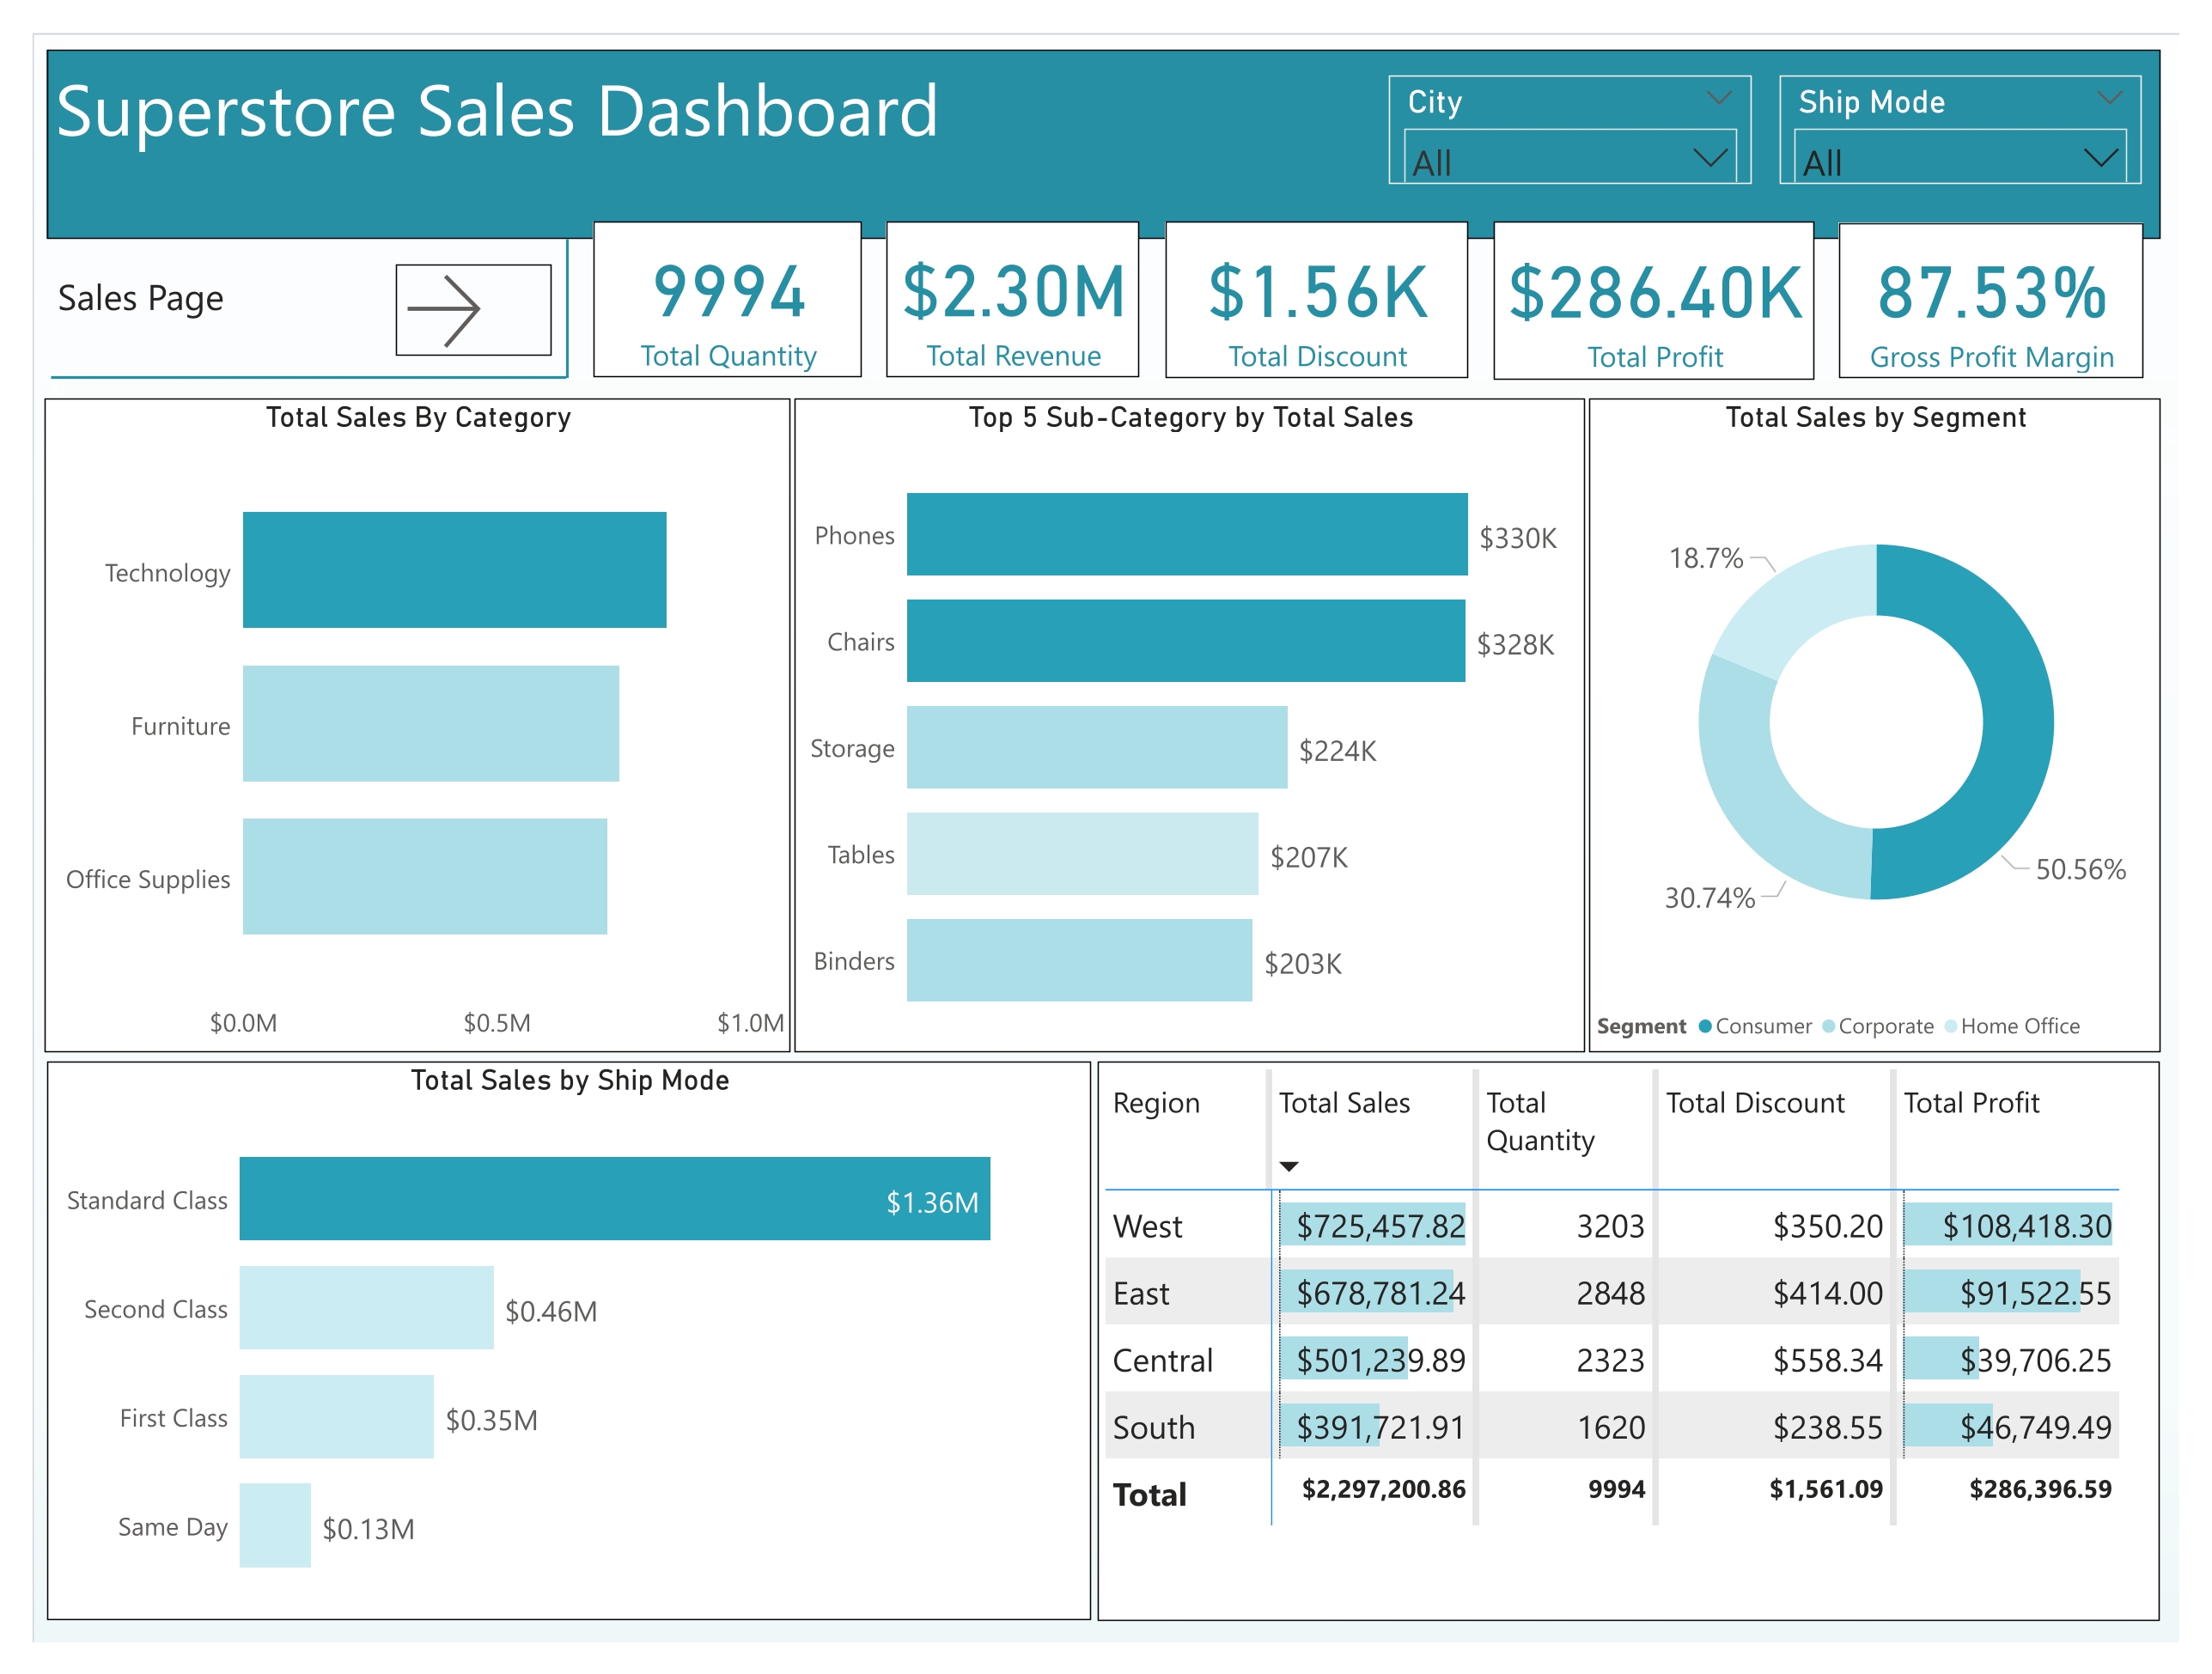 Superstore Sales Dashboard
City
All
Ship Mode
All
Sales Page
9994
Total Quantity
$2.30M
Total Revenue
$1.56K
Total Discount
$286.40K
Total Profit
87.53%
Gross Profit Margin
Total Sales By Category
Technology
Furniture
Office Supplies
$0.0M $0.5M $1.0M
Top 5 Sub-Category by Total Sales
Phones $330K
Chairs $328K
Storage $224K
Tables $207K
Binders $203K
Total Sales by Segment
18.7%
50.56%
30.74%
Segment Consumer Corporate Home Office
Total Sales by Ship Mode
Standard Class $1.36M
Second Class $0.46M
First Class $0.35M
Same Day $0.13M
Region Total Sales Total Quantity Total Discount Total Profit
West $725,457.82 3203 $350.20 $108,418.30
East $678,781.24 2848 $414.00 $91,522.55
Central $501,239.89 2323 $558.34 $39,706.25
South $391,721.91 1620 $238.55 $46,749.49
Total $2,297,200.86 9994 $1,561.09 $286,396.59